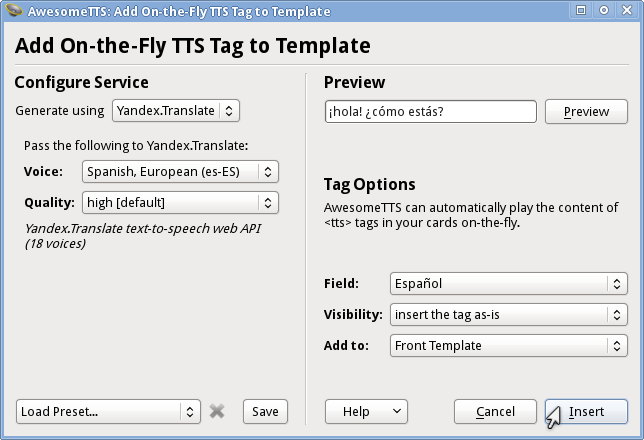 AwesomeTTS: Add On-the-Fly TTS Tag to Template
Add On-the-Fly TTS Tag to Template
Configure Service
Generate using Yandex.Translate
Pass the following to Yandex.Translate:
Voice: Spanish, European (es-ES)
Quality: high [default]
Yandex.Translate text-to-speech web API
(18 voices)
Load Preset...
Save
Preview
¡hola! ¿cómo estás?
Preview
Tag Options
AwesomeTTS can automatically play the content of
<tts> tags in your cards on-the-fly.
Field: Español
Visibility: insert the tag as-is
Add to: Front Template
Help
Cancel
Insert